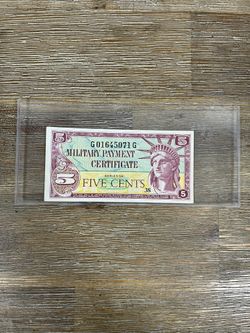 5
G01645071G
MILITARY PAYMENT
CERTIFICATE
5
FIVE CENTS
5